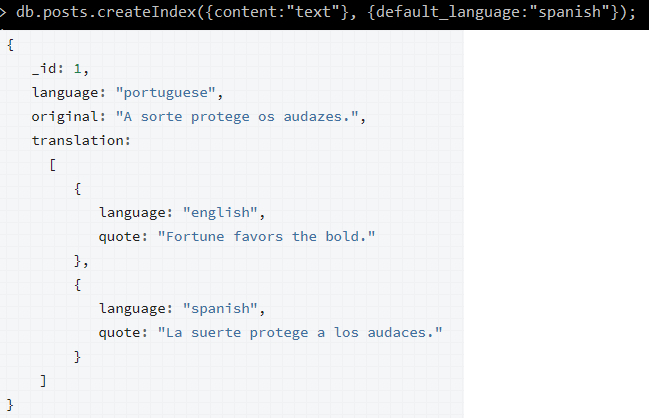 > db.posts.createIndex({content:"text"}, {default_language:"spanish"});
{
_id: 1,
language: "portuguese",
original: "A sorte protege os audazes.",
translation:
[
{
language: "english",
quote: "Fortune favors the bold."
},
{
language: "spanish",
quote: "La suerte protege a los audaces."
}
]
}